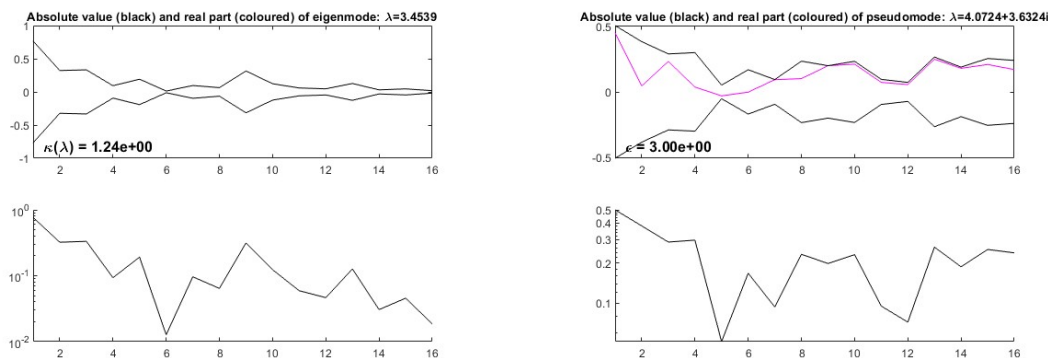 Absolute value (black) and real part (coloured) of eigenmode: λ=3.4539
1
0.5
0
-0.5
-1
κ(λ) = 1.24e+00
2 4 6 8 10 12 14 16
Absolute value (black) and real part (coloured) of pseudomode: λ=4.0724+3.6324i
0.5
0
-0.5
ϵ = 3.00e+00
2 4 6 8 10 12 14 16
10^0
10^-1
10^-2
2 4 6 8 10 12 14 16
0.5
0.4
0.3
0.2
0.1
2 4 6 8 10 12 14 16